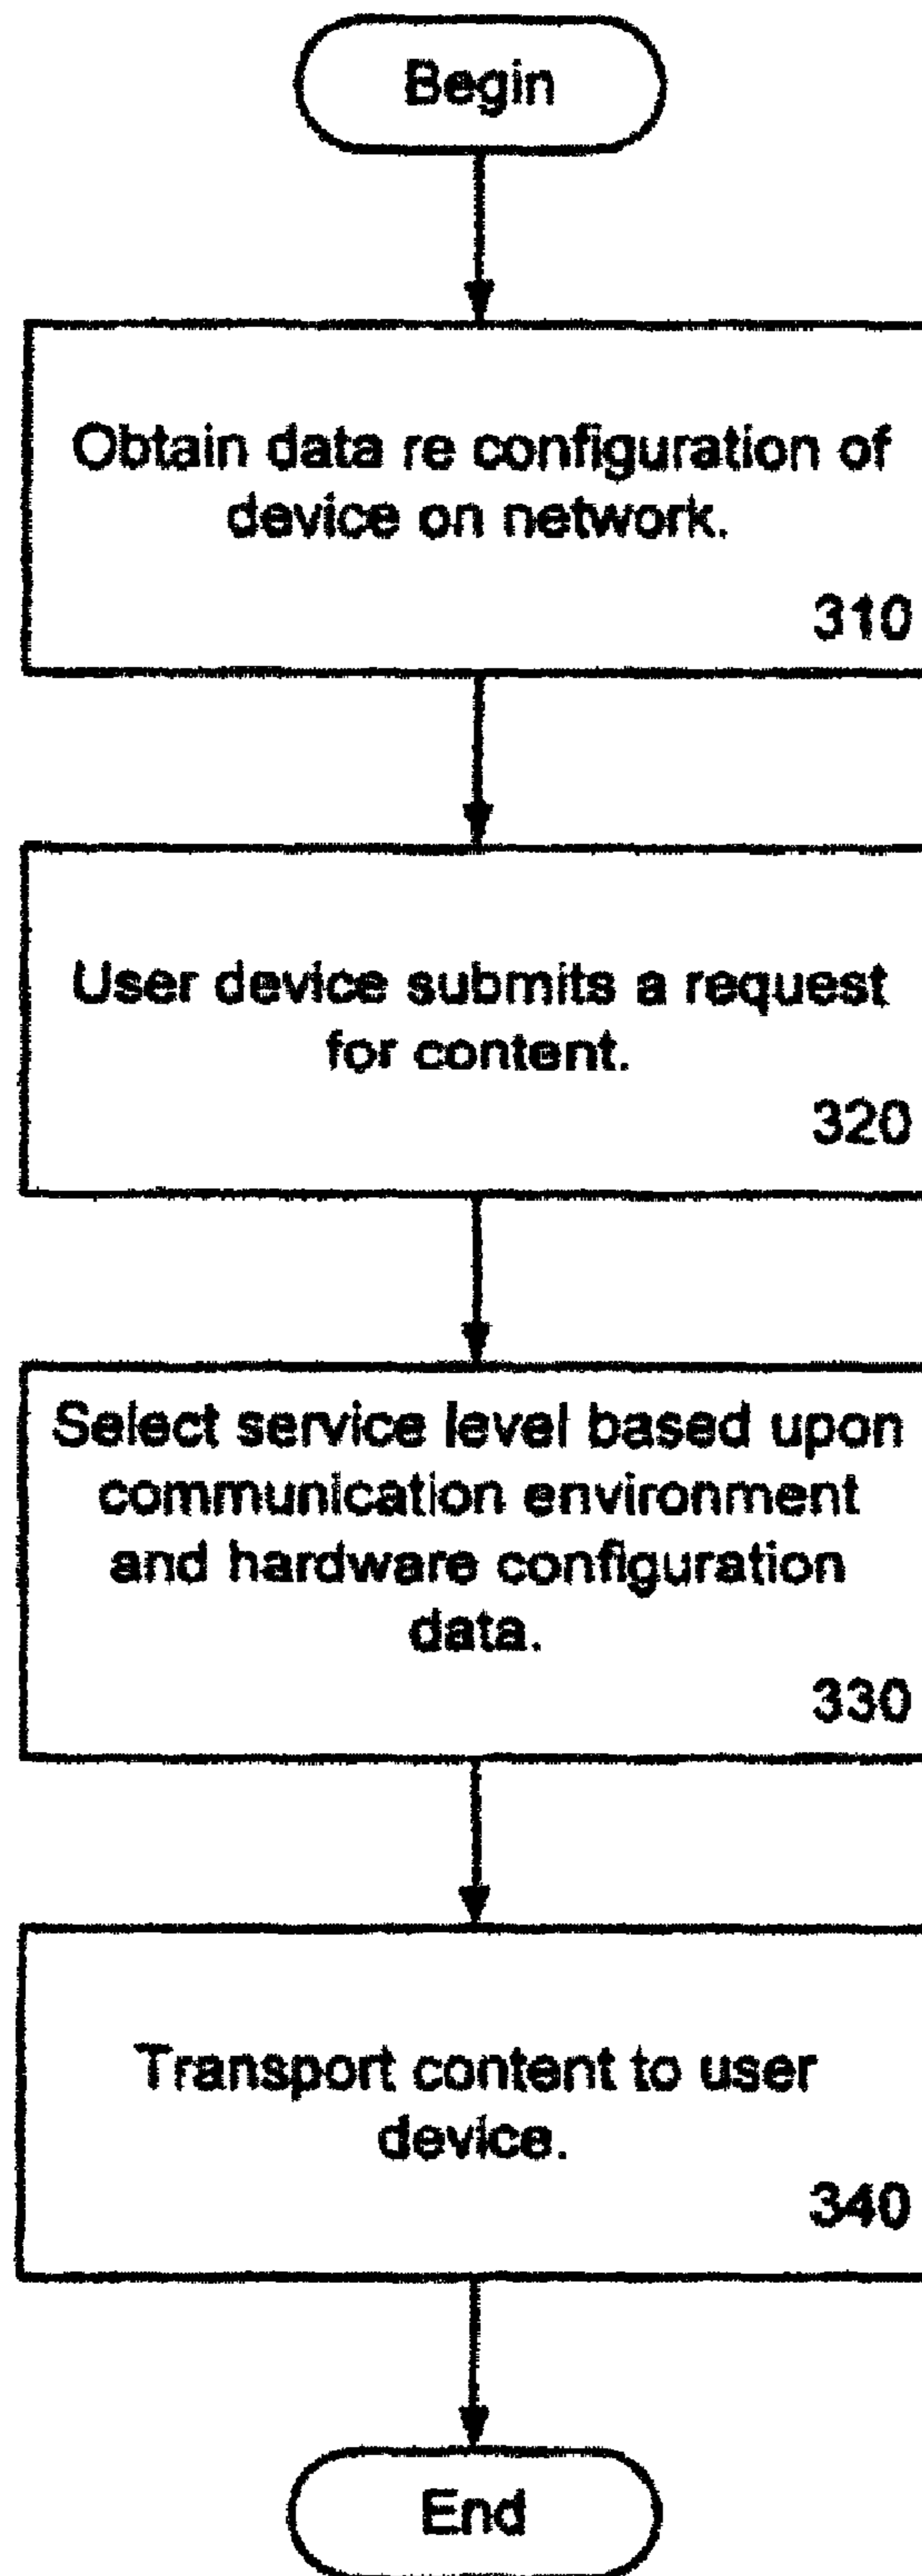 Begin
Obtain data re configuration of
device on network.
310
User device submits a request
for content.
320
Select service level based upon
communication environment
and hardware configuration
data.
330
Transport content to user
device.
340
End